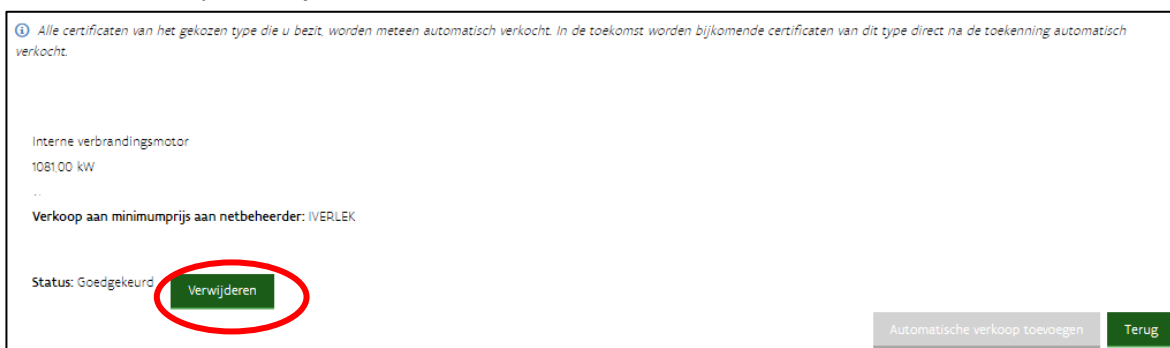 Alle certificaten van het gekozen type die u bezit, worden meteen automatisch verkocht. In de toekomst worden bijkomende certificaten van dit type direct na de toekenning automatisch
verkocht.
Interne verbrandingsmotor
1081,00 kW
Verkoop aan minimumprijs aan netbeheerder: IVERLEK
Status: Goedgekeurd
Verwijderen
Automatische verkoop toevoegen
Terug